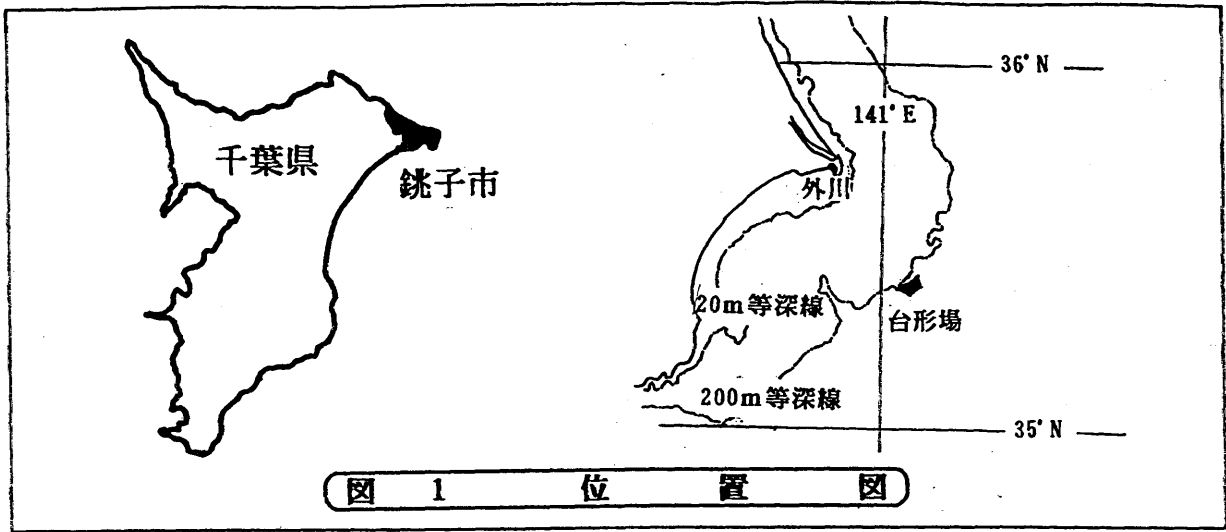 千葉県
銚子市
36°N
141°E
外川
20m等深線
台形場
200m等深線
35°N
図 1 位 置 図